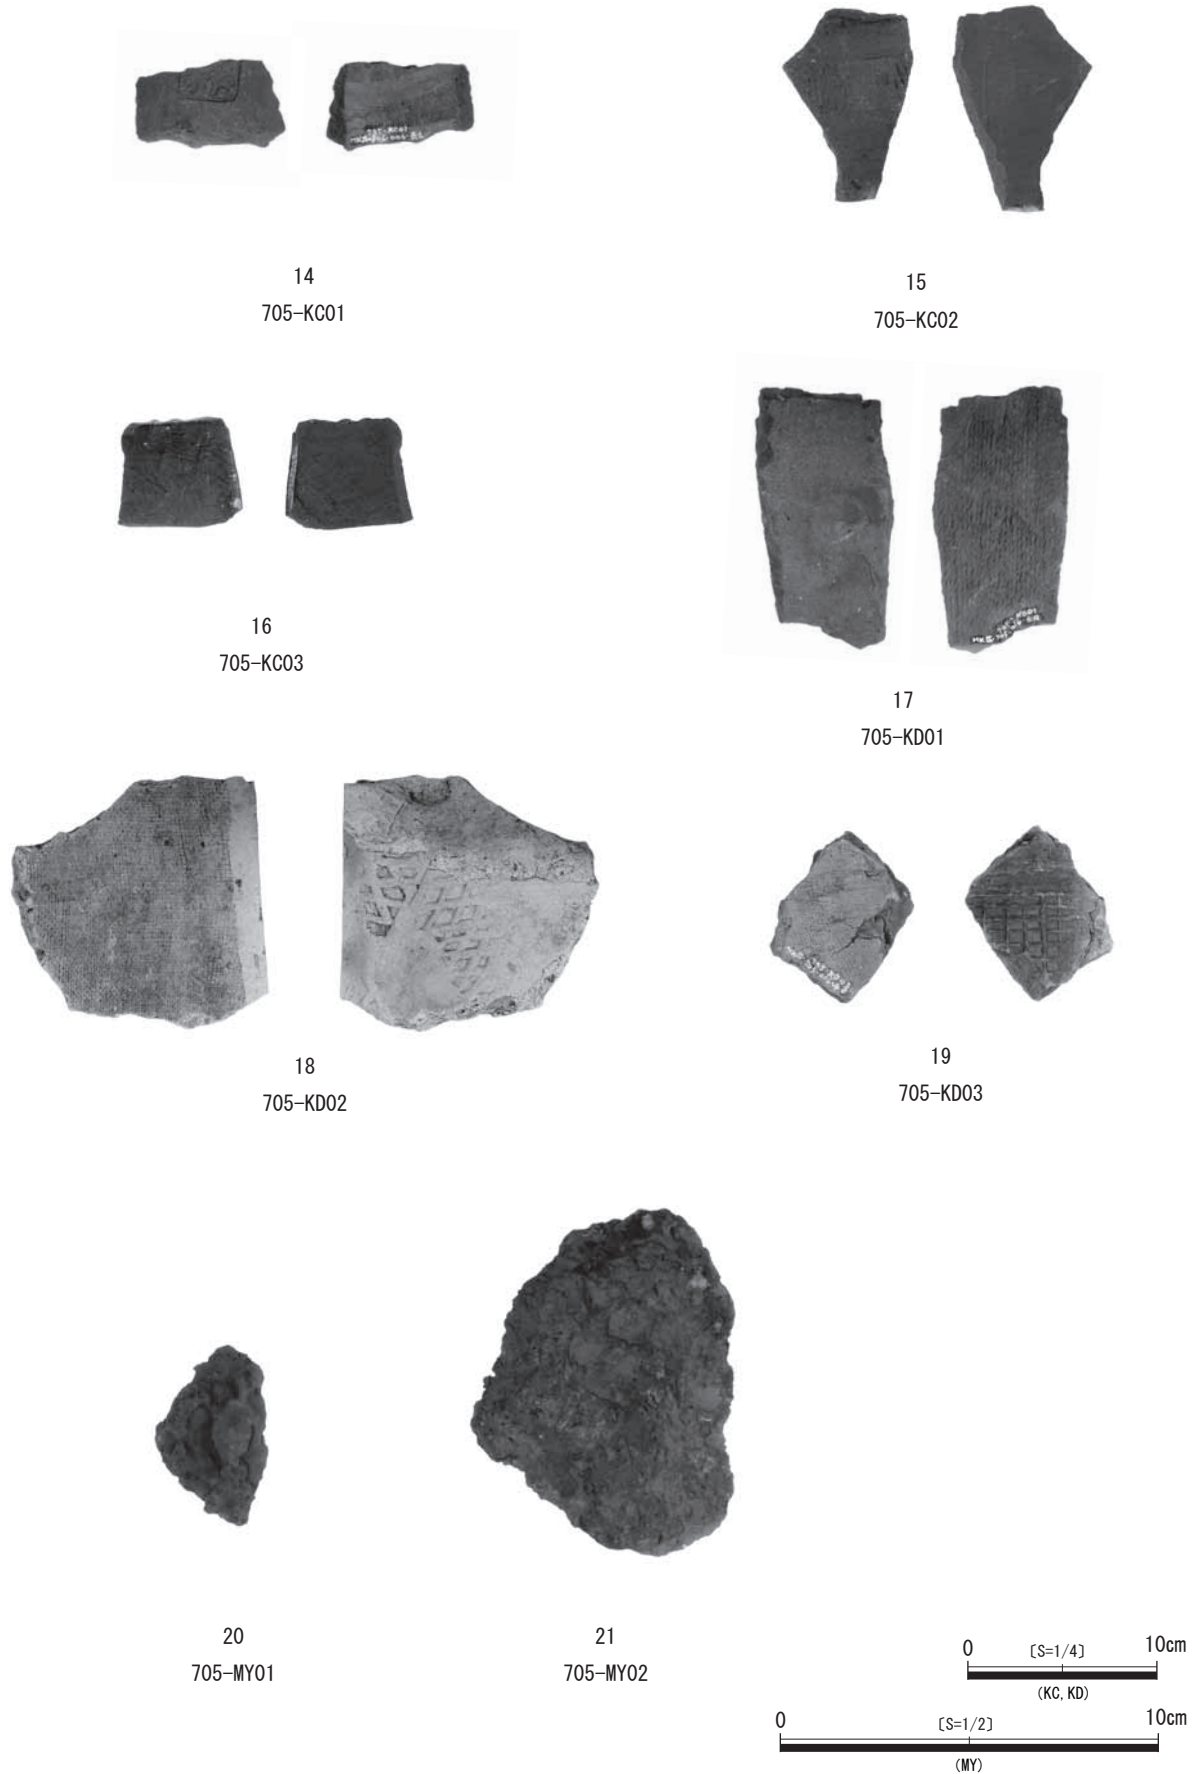 14
705-KC01
15
705-KC02
16
705-KC03
17
705-KD01
18
705-KD02
19
705-KD03
20
705-MY01
21
705-MY02
0 〔S=1/4〕 10cm
(KC, KD)
0 〔S=1/2〕 10cm
(MY)